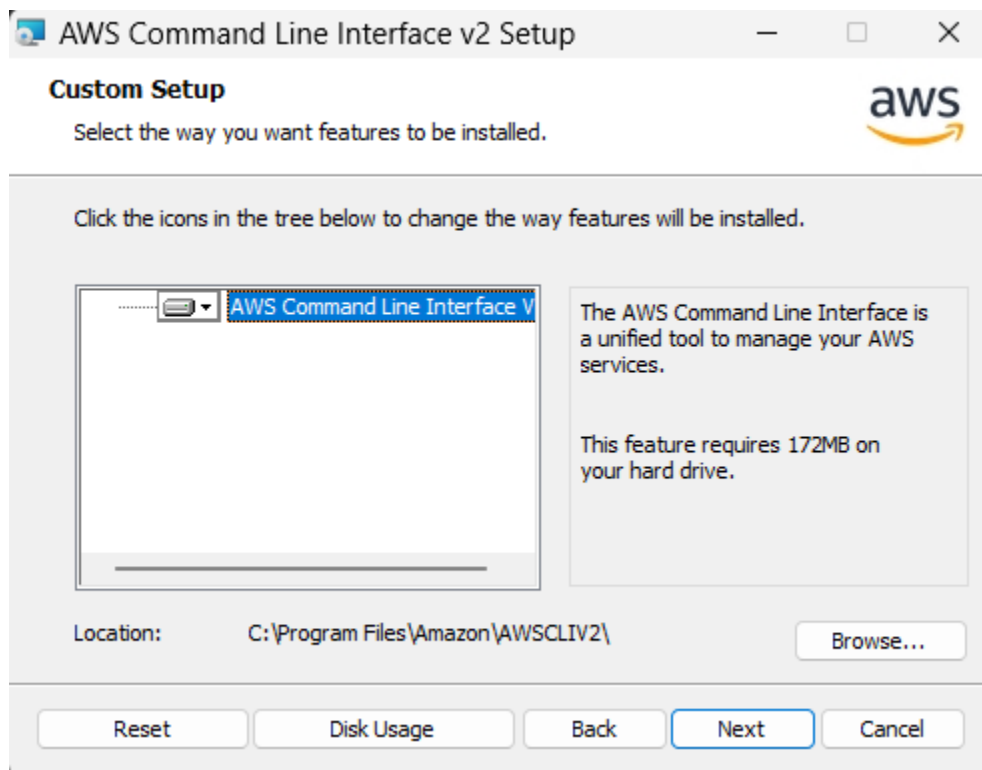 AWS Command Line Interface v2 Setup
Custom Setup
Select the way you want features to be installed.
aws
Click the icons in the tree below to change the way features will be installed.
AWS Command Line Interface V
The AWS Command Line Interface is
a unified tool to manage your AWS
services.
This feature requires 172MB on
your hard drive.
Location: C:\Program Files\Amazon\AWSCLIV2\
Browse...
Reset Disk Usage Back Next Cancel